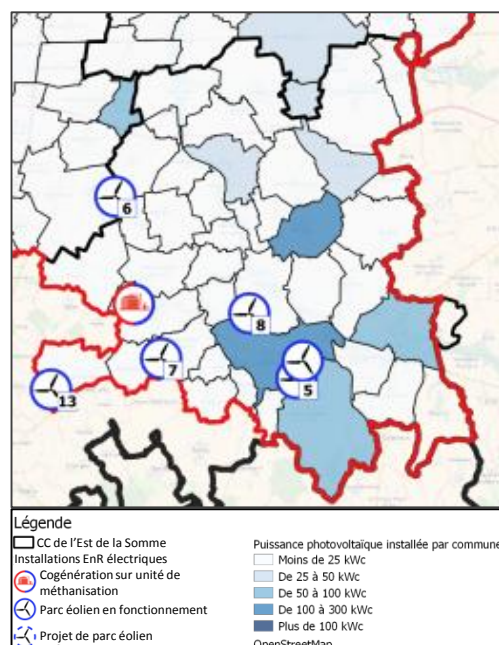 6
8
7
5
13
Légende
CC de l'Est de la Somme
Installations EnR électriques
Cogénération sur unité de
méthanisation
Parc éolien en fonctionnement
Projet de parc éolien
Puissance photovoltaïque installée par commune
Moins de 25 kWc
De 25 à 50 kWc
De 50 à 100 kWc
De 100 à 300 kWc
Plus de 100 kWc
OpenStreetMap